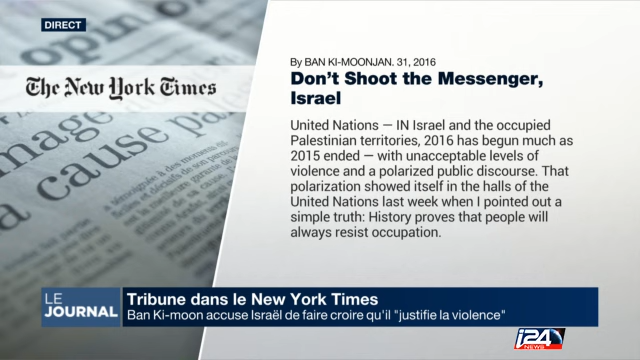 DIRECT
The New York Times
By BAN KI-MOONJAN. 31, 2016
Don't Shoot the Messenger,
Israel
United Nations — IN Israel and the occupied
Palestinian territories, 2016 has begun much as
2015 ended — with unacceptable levels of
violence and a polarized public discourse. That
polarization showed itself in the halls of the
United Nations last week when I pointed out a
simple truth: History proves that people will
always resist occupation.
LE
JOURNAL
Tribune dans le New York Times
Ban Ki-moon accuse Israël de faire croire qu'il "justifie la violence"
i24
NEWS